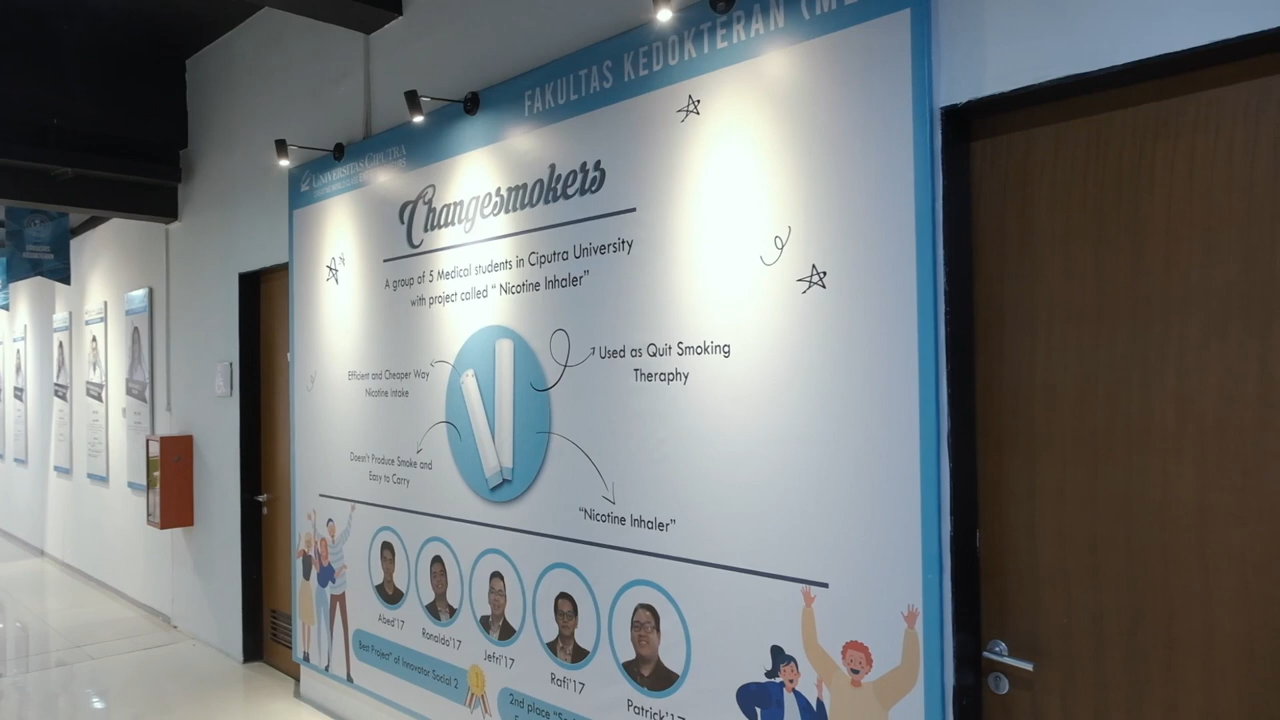 FAKULTAS KEDOKTERAN
UNIVERSITAS CIPUTRA
Changesmokers
A group of 5 Medical students in Ciputra University
with project called “ Nicotine Inhaler”
Used as Quit Smoking
Theraphy
Efficient and Cheaper Way
Nicotine Intake
Doesn't Produce Smoke and
Easy to Carry
“Nicotine Inhaler”
Abed'17
Ronaldo'17
Jefri'17
Rafi'17
Patrick'17
Best Project" of Innovator Social 2
1
2nd place